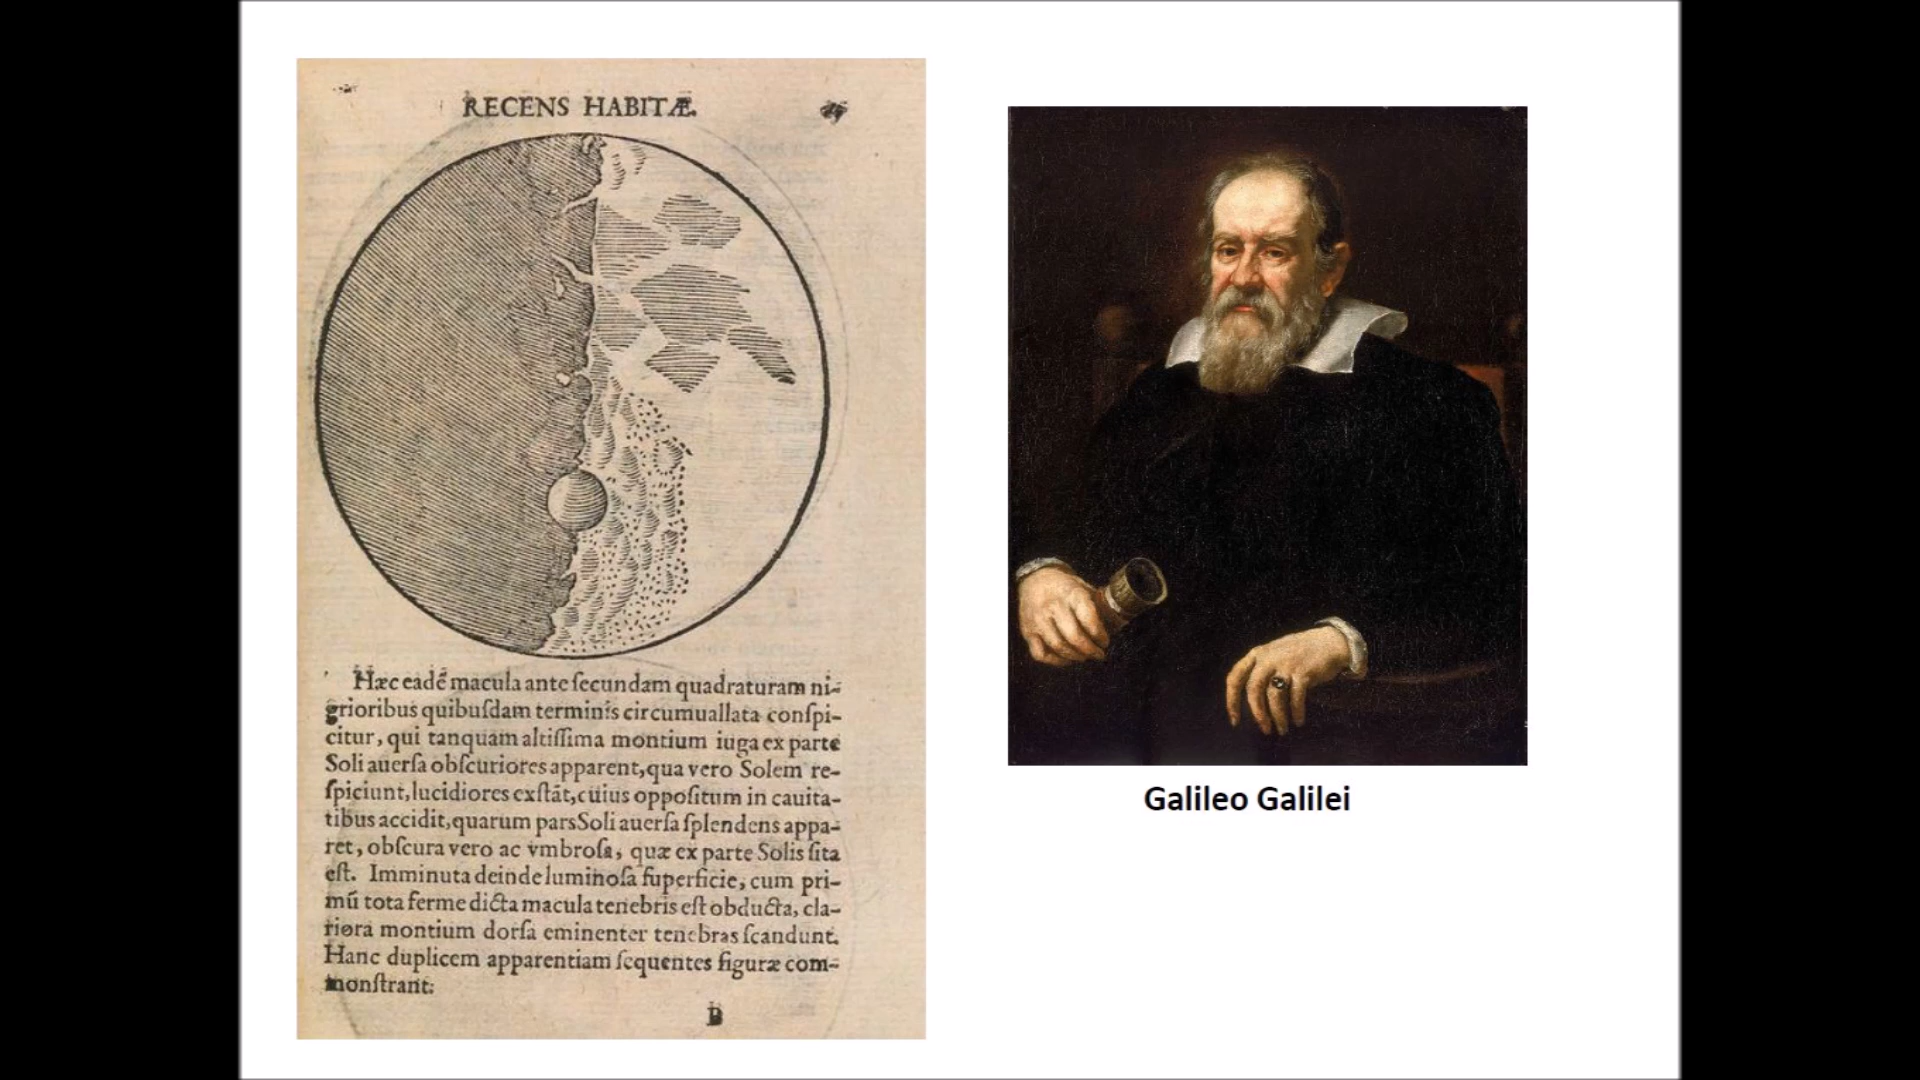 RECENS HABITÆ.
Hæc eadē macula ante ſecundam quadraturam ni-
grioribus quibuſdam terminis circumuallata conſpi-
citur, qui tanquam altiſſima montium iuga ex parte
Soli auerſa obſcuriores apparent, qua vero Solem re-
ſpiciunt, lucidiores exſtāt, cuius oppoſitum in cauita-
tibus accidit, quarum pars Soli auerſa ſplendens appa-
ret, obſcura vero ac vmbroſa, quæ ex parte Solis ſita
eſt. Imminuta deinde luminoſa ſuperficie, cum pri-
mū tota ferme dicta macula tenebris eſt obducta, cla-
riora montium dorſa eminenter tenebras ſcandunt.
Hanc duplicem apparentiam ſequentes figuræ com-
monſtrant:
B
Galileo Galilei